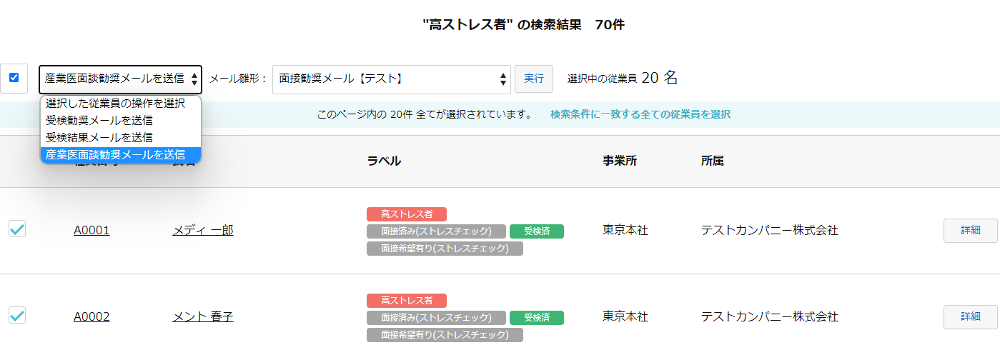 "高ストレス者" の検索結果　70件
産業医面談勧奨メールを送信 メール雛形： 面接勧奨メール【テスト】 実行 選択中の従業員 20 名
選択した従業員の操作を選択
受検勧奨メールを送信
受検結果メールを送信
産業医面談勧奨メールを送信
このページ内の 20件 全てが選択されています。 検索条件に一致する全ての従業員を選択
ラベル 事業所 所属
高ストレス者
A0001 メディ 一郎 面接済み(ストレスチェック) 受検済 東京本社 テストカンパニー株式会社 詳細
面接希望有り(ストレスチェック)
高ストレス者
A0002 メント 春子 面接済み(ストレスチェック) 受検済 東京本社 テストカンパニー株式会社 詳細
面接希望有り(ストレスチェック)